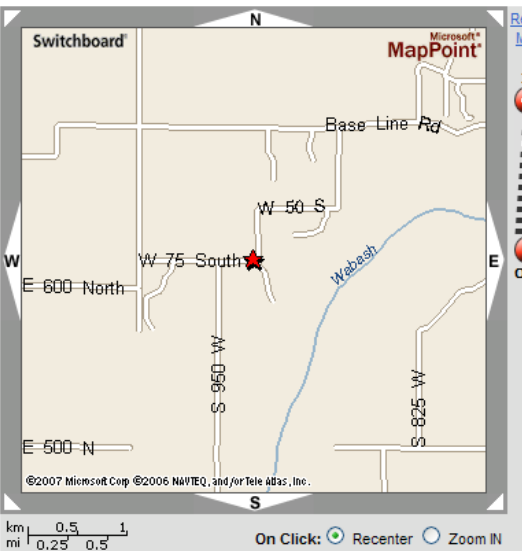 N
Switchboard®
Microsoft®
MapPoint®
Base Line Rd
W 50 S
W
W 75 South
Wabash
E
E 600 North
S 950 W
S 825 W
E 500 N
©2007 Microsoft Corp ©2006 NAVTEQ, and/or Tele Atlas, Inc.
S
km 0.5 1
mi 0.25 0.5
On Click: Recenter Zoom IN